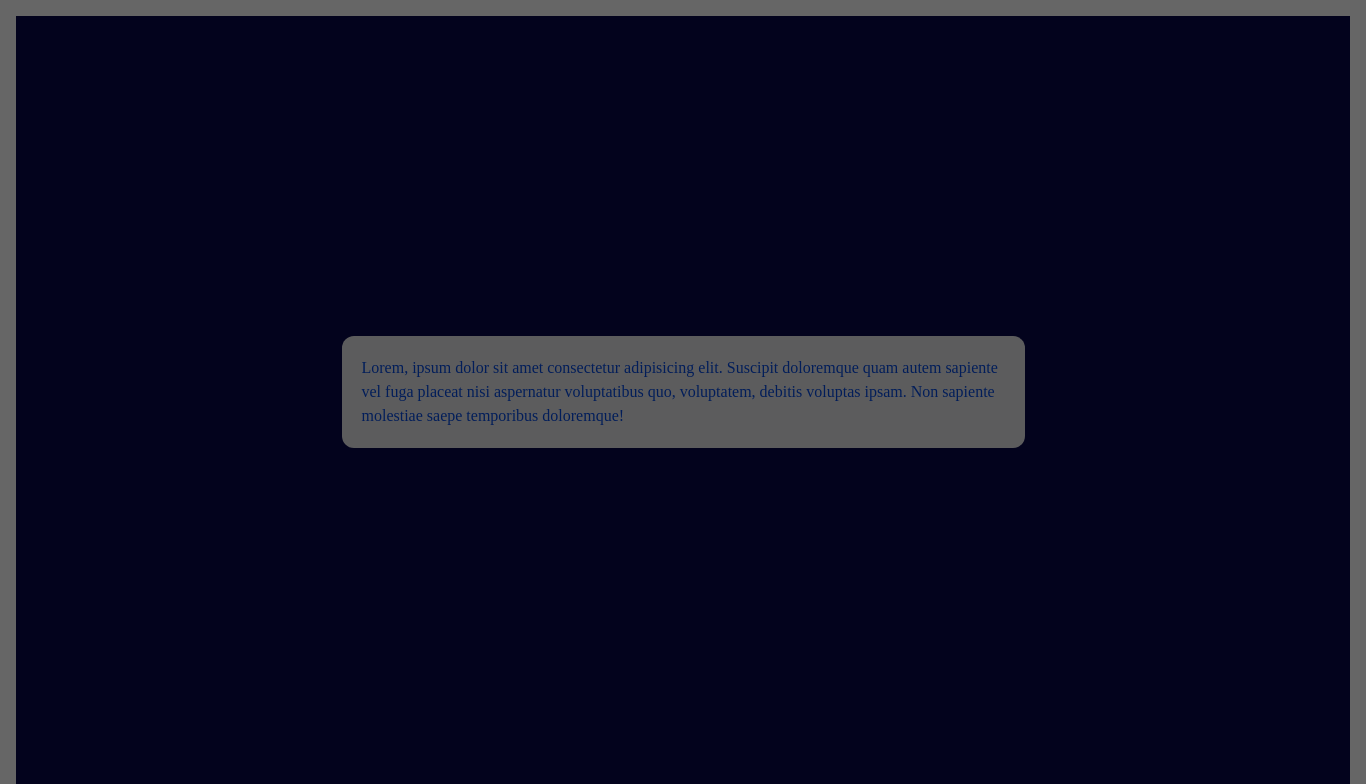 Lorem, ipsum dolor sit amet consectetur adipisicing elit. Suscipit doloremque quam autem sapiente
vel fuga placeat nisi aspernatur voluptatibus quo, voluptatem, debitis voluptas ipsam. Non sapiente
molestiae saepe temporibus doloremque!